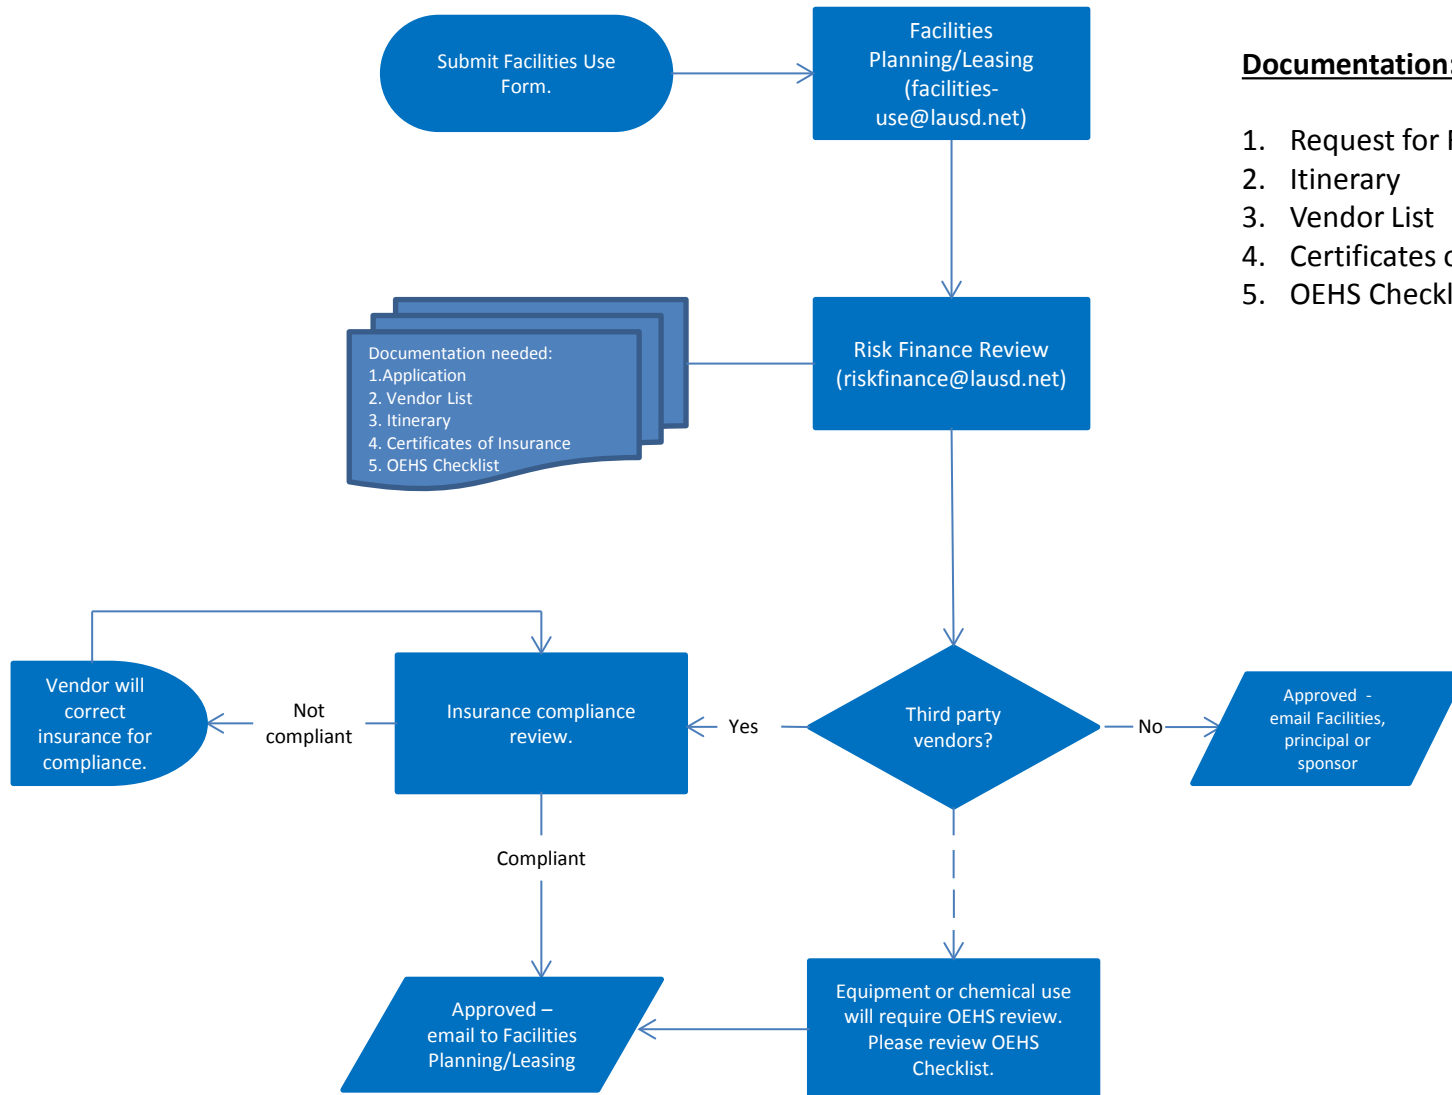 Submit Facilities Use
Form.
Facilities
Planning/Leasing
(facilities-
use@lausd.net)
Documentation:
1. Request for
2. Itinerary
3. Vendor List
4. Certificates
5. OEHS
Documentation needed:
1.Application
2. Vendor List
3. Itinerary
4. Certificates of Insurance
5. OEHS Checklist
Risk Finance Review
(riskfinance@lausd.net)
Vendor will
correct
insurance for
compliance.
Not
compliant
Insurance compliance
review.
Yes
Third party
vendors?
No
Approved -
email Facilities,
principal or
sponsor
Compliant
Approved –
email to Facilities
Planning/Leasing
Equipment or chemical use
will require OEHS review.
Please review OEHS
Checklist.